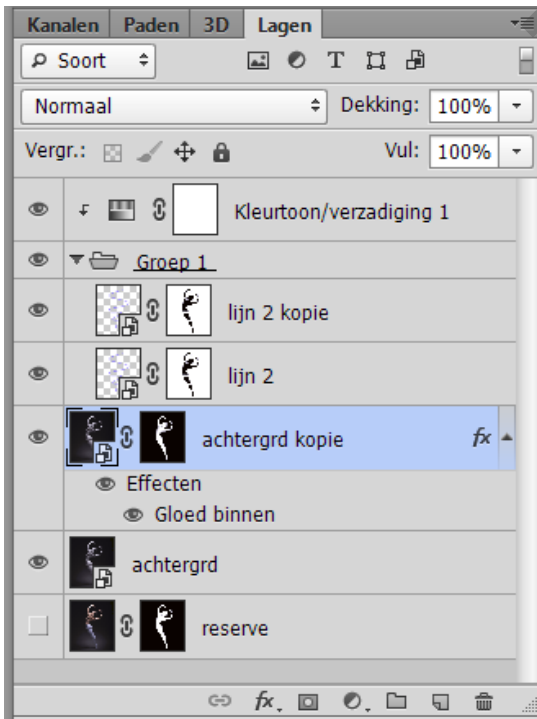 Kanalen Paden 3D Lagen
Soort
Normaal Dekking: 100%
Vergr.: Vul: 100%
Kleurtoon/verzadiging 1
Groep 1
lijn 2 kopie
lijn 2
achtergrd kopie fx
Effecten
Gloed binnen
achtergrd
reserve
fx